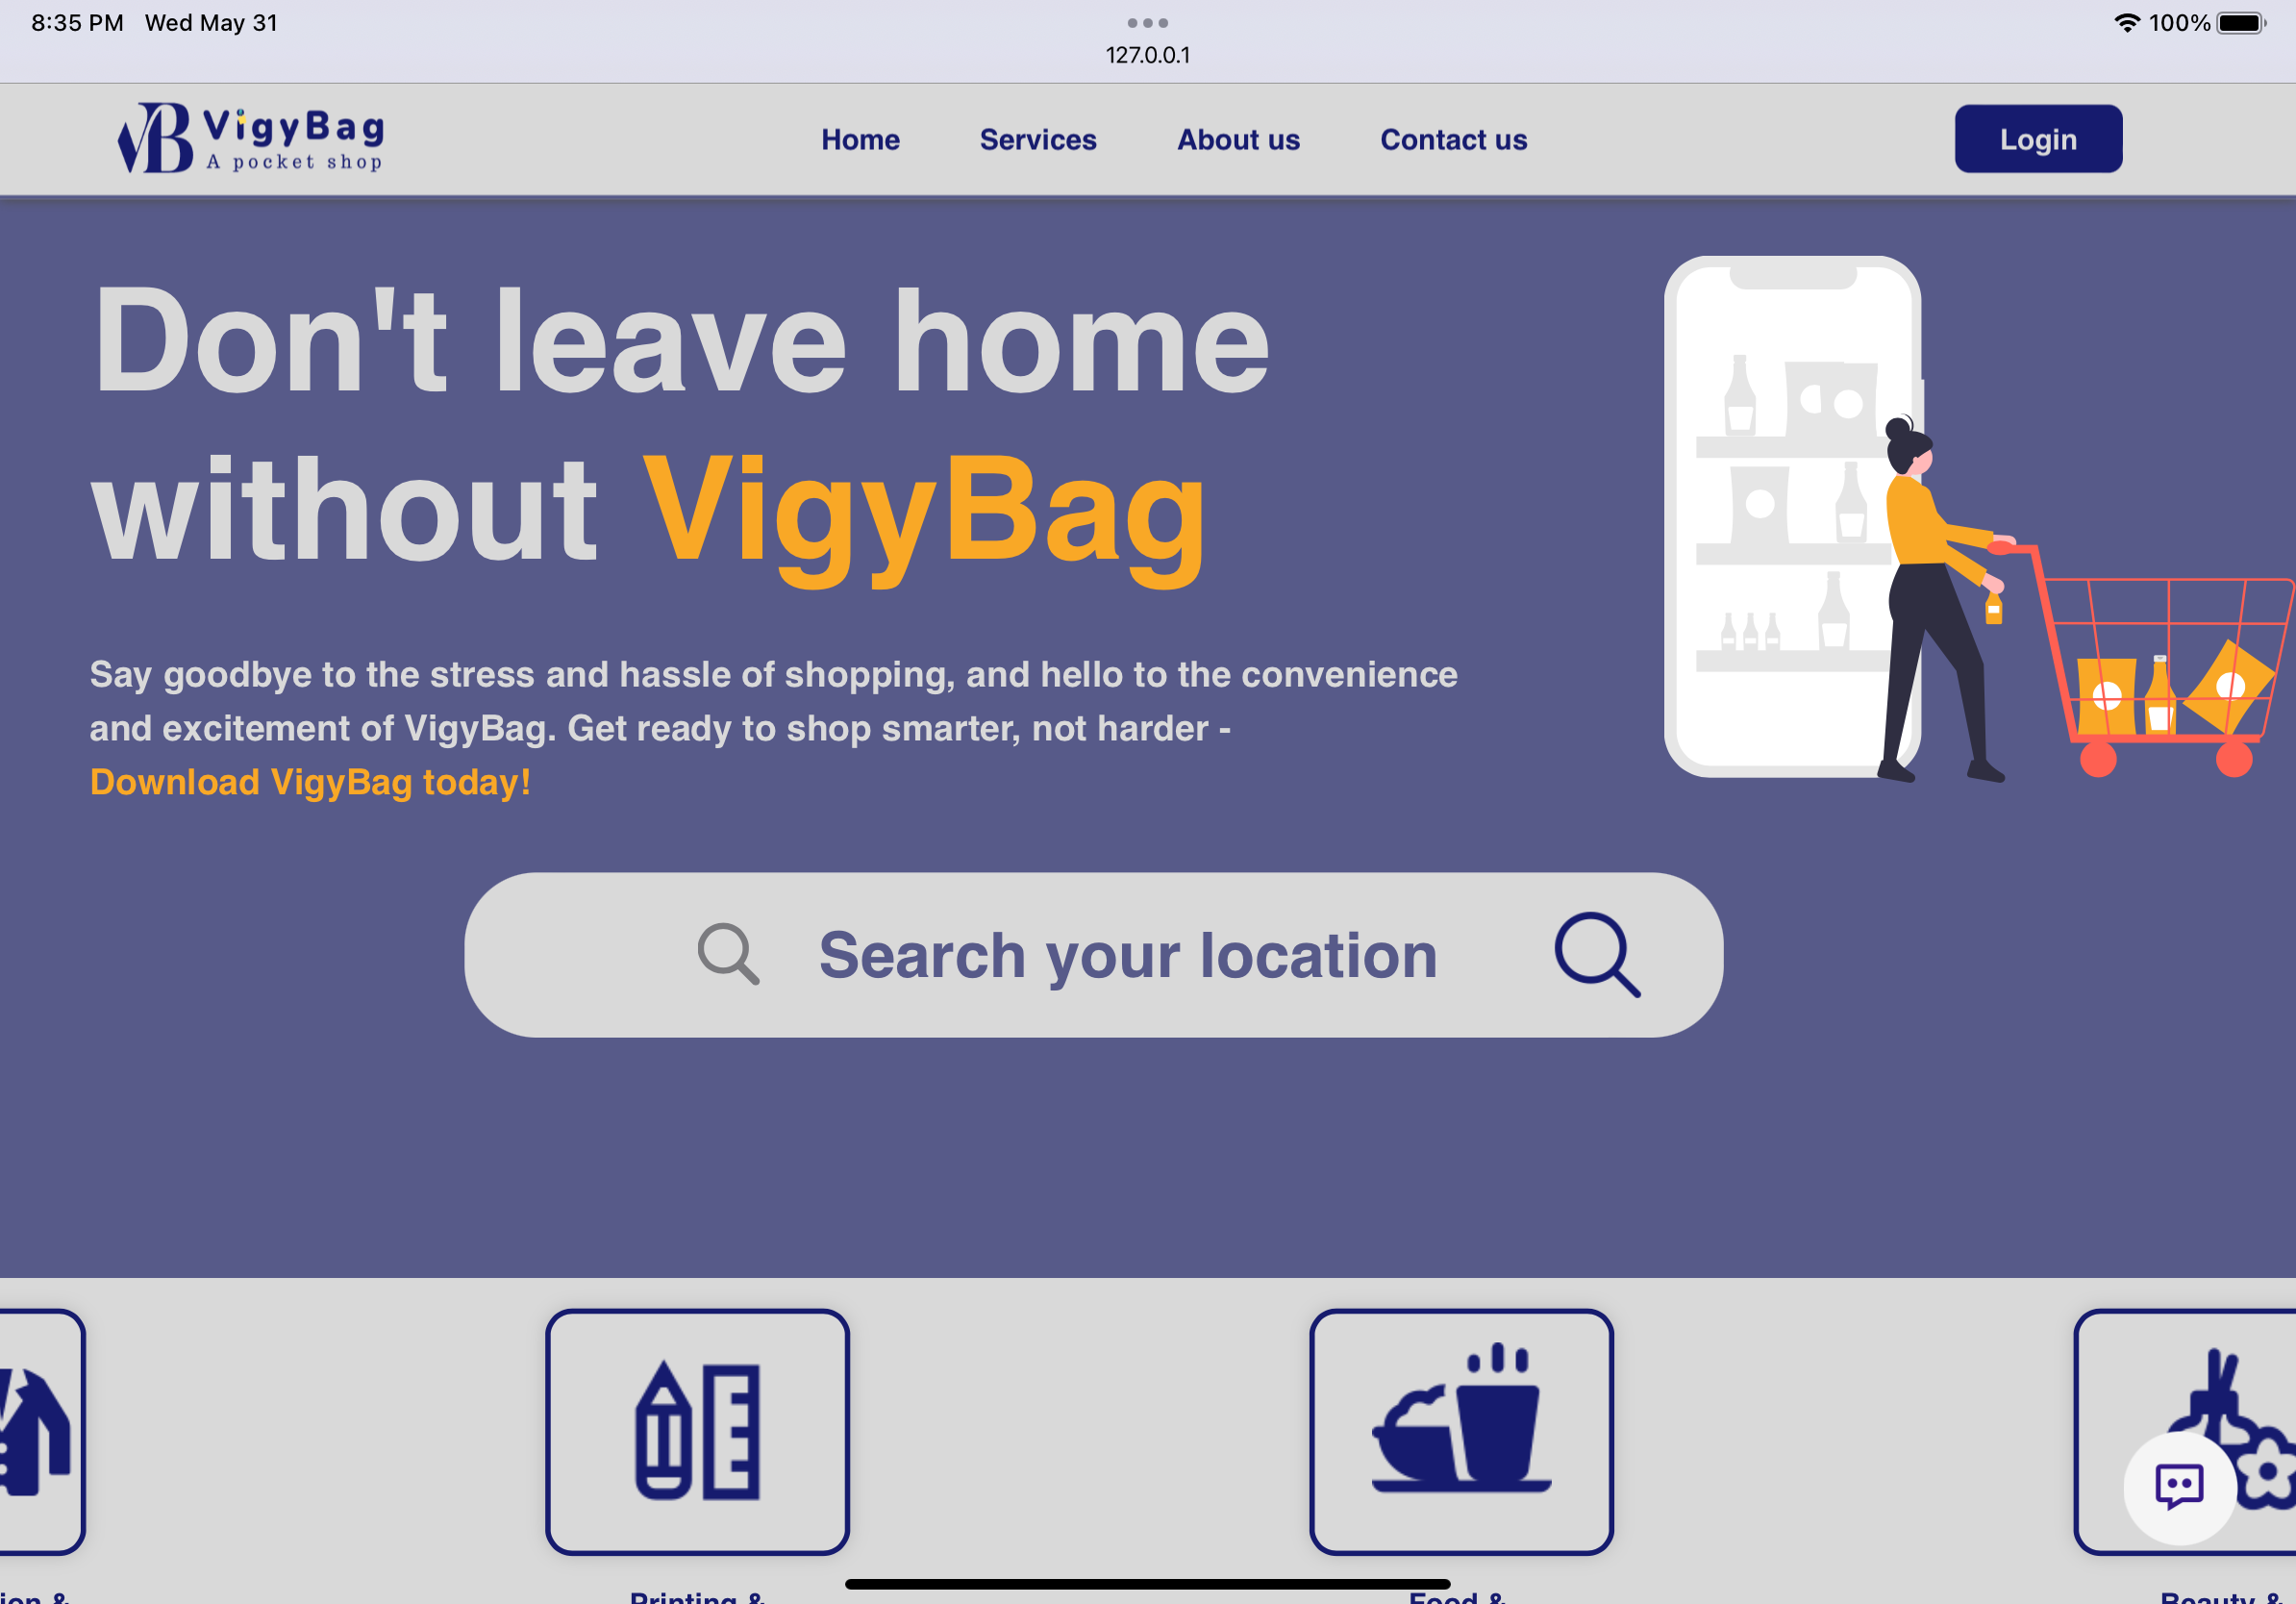 8:35 PM Wed May 31
100%
127.0.0.1
VigyBag
A pocket shop
Home
Services
About us
Contact us
Login
Don't leave home
without VigyBag
Say goodbye to the stress and hassle of shopping, and hello to the convenience
and excitement of VigyBag. Get ready to shop smarter, not harder -
Download VigyBag today!
Search your location
&
Printing &
Food &
Beauty &